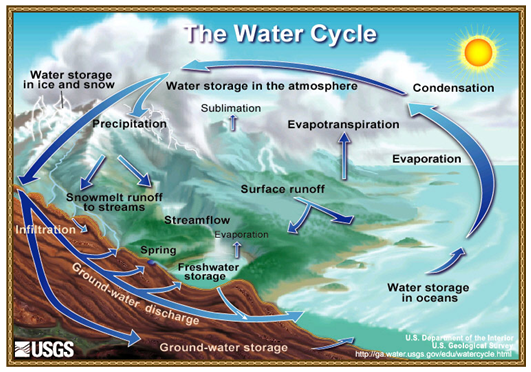 The Water Cycle
Water storage
in ice and snow
Water storage in the atmosphere
Condensation
Sublimation
Precipitation
Evapotranspiration
Evaporation
Snowmelt runoff
to streams
Surface runoff
Streamflow
Infiltration
Evaporation
Spring
Freshwater
storage
Ground-water discharge
Water storage
in oceans
Ground-water storage
USGS
U.S. Department of the Interior
U.S. Geological Survey
http://ga.water.usgs.gov/edu/watercycle.html